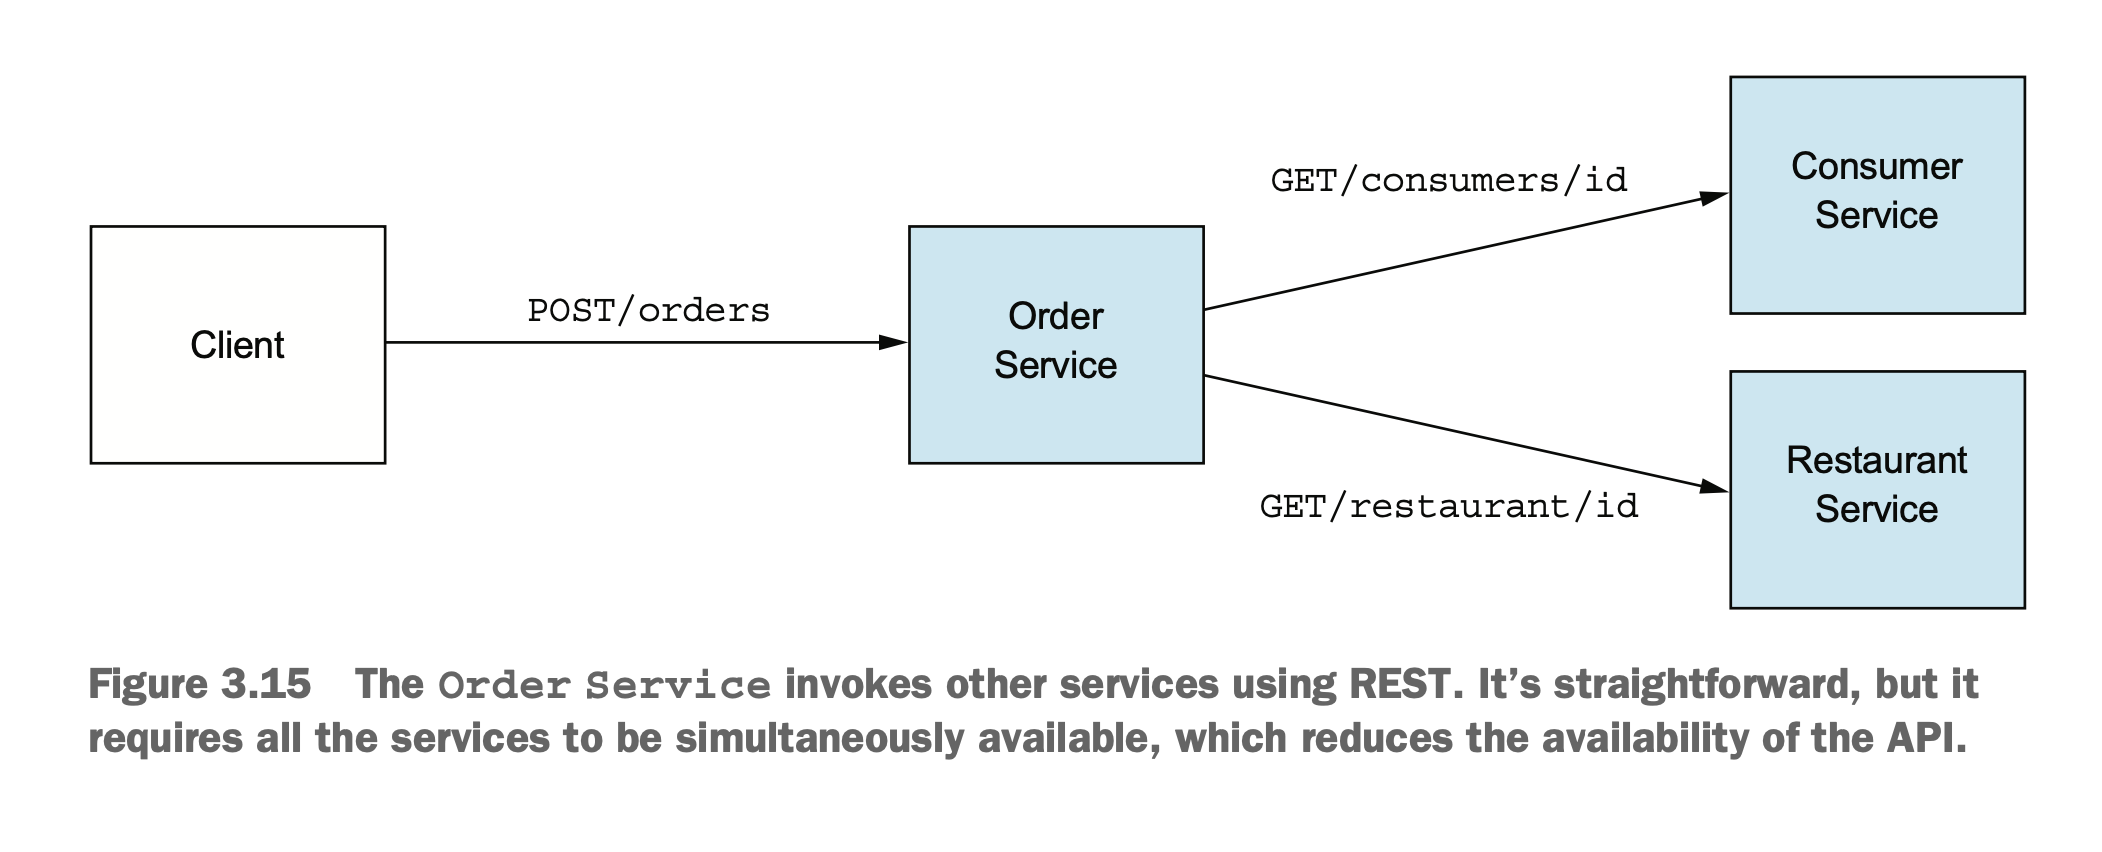 Client
POST/orders
Order
Service
GET/consumers/id
GET/restaurant/id
Consumer
Service
Restaurant
Service
Figure 3.15 The Order Service invokes other services using REST. It’s straightforward, but it
requires all the services to be simultaneously available, which reduces the availability of the API.